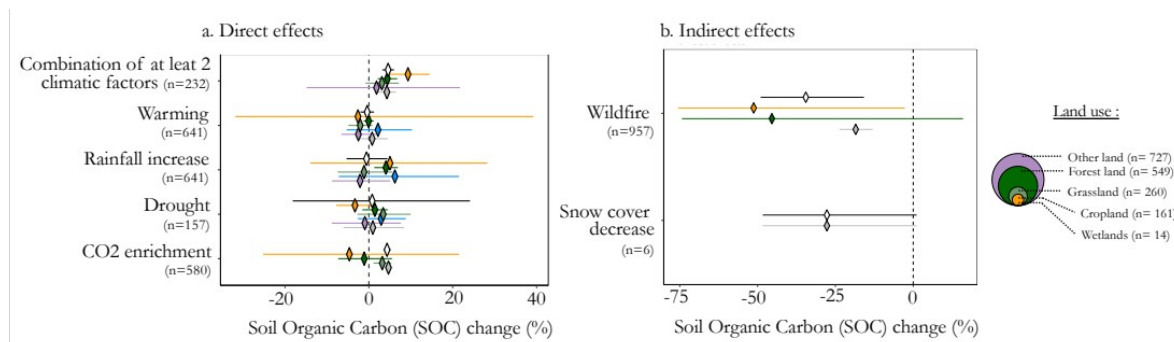 a. Direct effects
Combination of at leat 2
climatic factors (n=232)
Warming
(n=641)
Rainfall increase
(n=641)
Drought
(n=157)
CO2 enrichment
(n=580)
-20
0
20
40
Soil Organic Carbon (SOC) change (%)
b. Indirect effects
Wildfire
(n=957)
Snow cover
decrease
(n=6)
-75
-50
-25
0
Soil Organic Carbon (SOC) change (%)
Land use :
Other land (n= 727)
Forest land (n= 549)
Grassland (n= 260)
Cropland (n= 161)
Wetlands (n= 14)